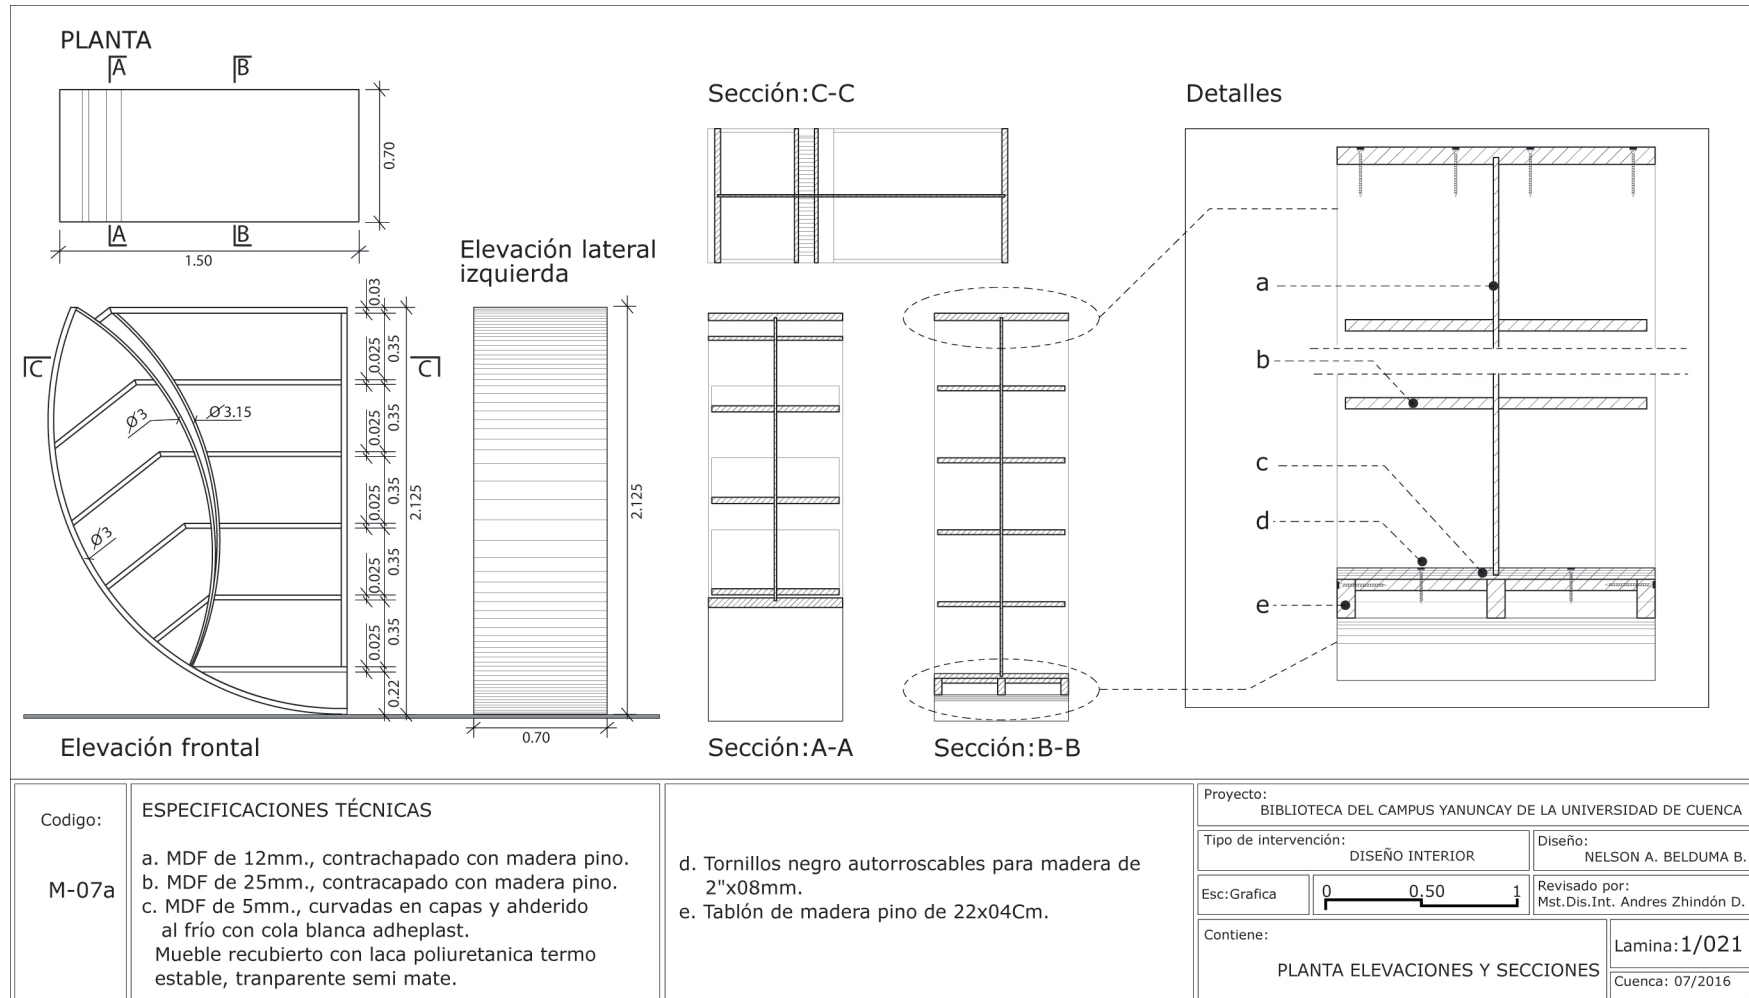 PLANTA
A
B
A
B
0.70
1.50
Elevación lateral
izquierda
Sección:C-C
Detalles
C
C
Ø 3
Ø 3.15
Ø 3
0.03
0.35
0.025
0.35
0.025
0.35
0.025
0.35
0.025
0.35
0.025
0.22
2.125
2.125
0.70
a
b
c
d
e
Elevación frontal
Sección:A-A
Sección:B-B
Codigo:
M-07a
ESPECIFICACIONES TÉCNICAS
a. MDF de 12mm., contrachapado con madera pino.
b. MDF de 25mm., contracapado con madera pino.
c. MDF de 5mm., curvadas en capas y ahderido
al frío con cola blanca adheplast.
Mueble recubierto con laca poliuretanica termo
estable, tranparente semi mate.
d. Tornillos negro autorroscables para madera de
2"x08mm.
e. Tablón de madera pino de 22x04Cm.
Proyecto:
BIBLIOTECA DEL CAMPUS YANUNCAY DE LA UNIVERSIDAD DE CUENCA
Tipo de intervención:
DISEÑO INTERIOR
Diseño:
NELSON A. BELDUMA B.
Esc:Grafica
0 0.50 1
Revisado por:
Mst.Dis.Int. Andres Zhindón D.
Contiene:
PLANTA ELEVACIONES Y SECCIONES
Lamina:1/021
Cuenca: 07/2016